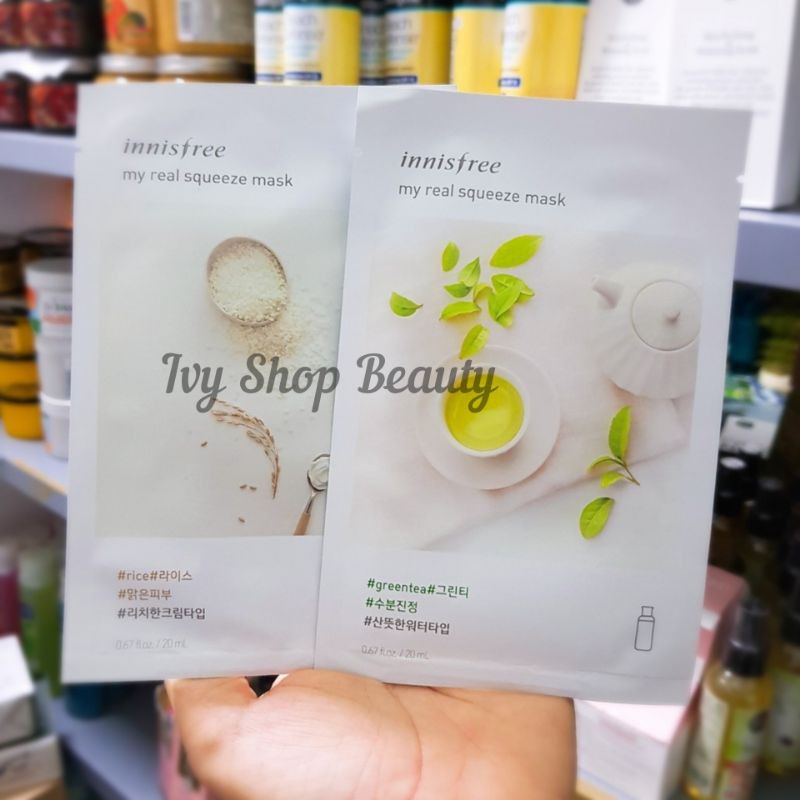 innisfree
my real squeeze mask
#rice#라이스
#맑은피부
#리치한크림타입
0.67 fl.oz. / 20 mL
innisfree
my real squeeze mask
#greentea#그린티
#수분진정
#산뜻한워터타입
0.67 fl.oz. / 20 mL
Ivy Shop Beauty